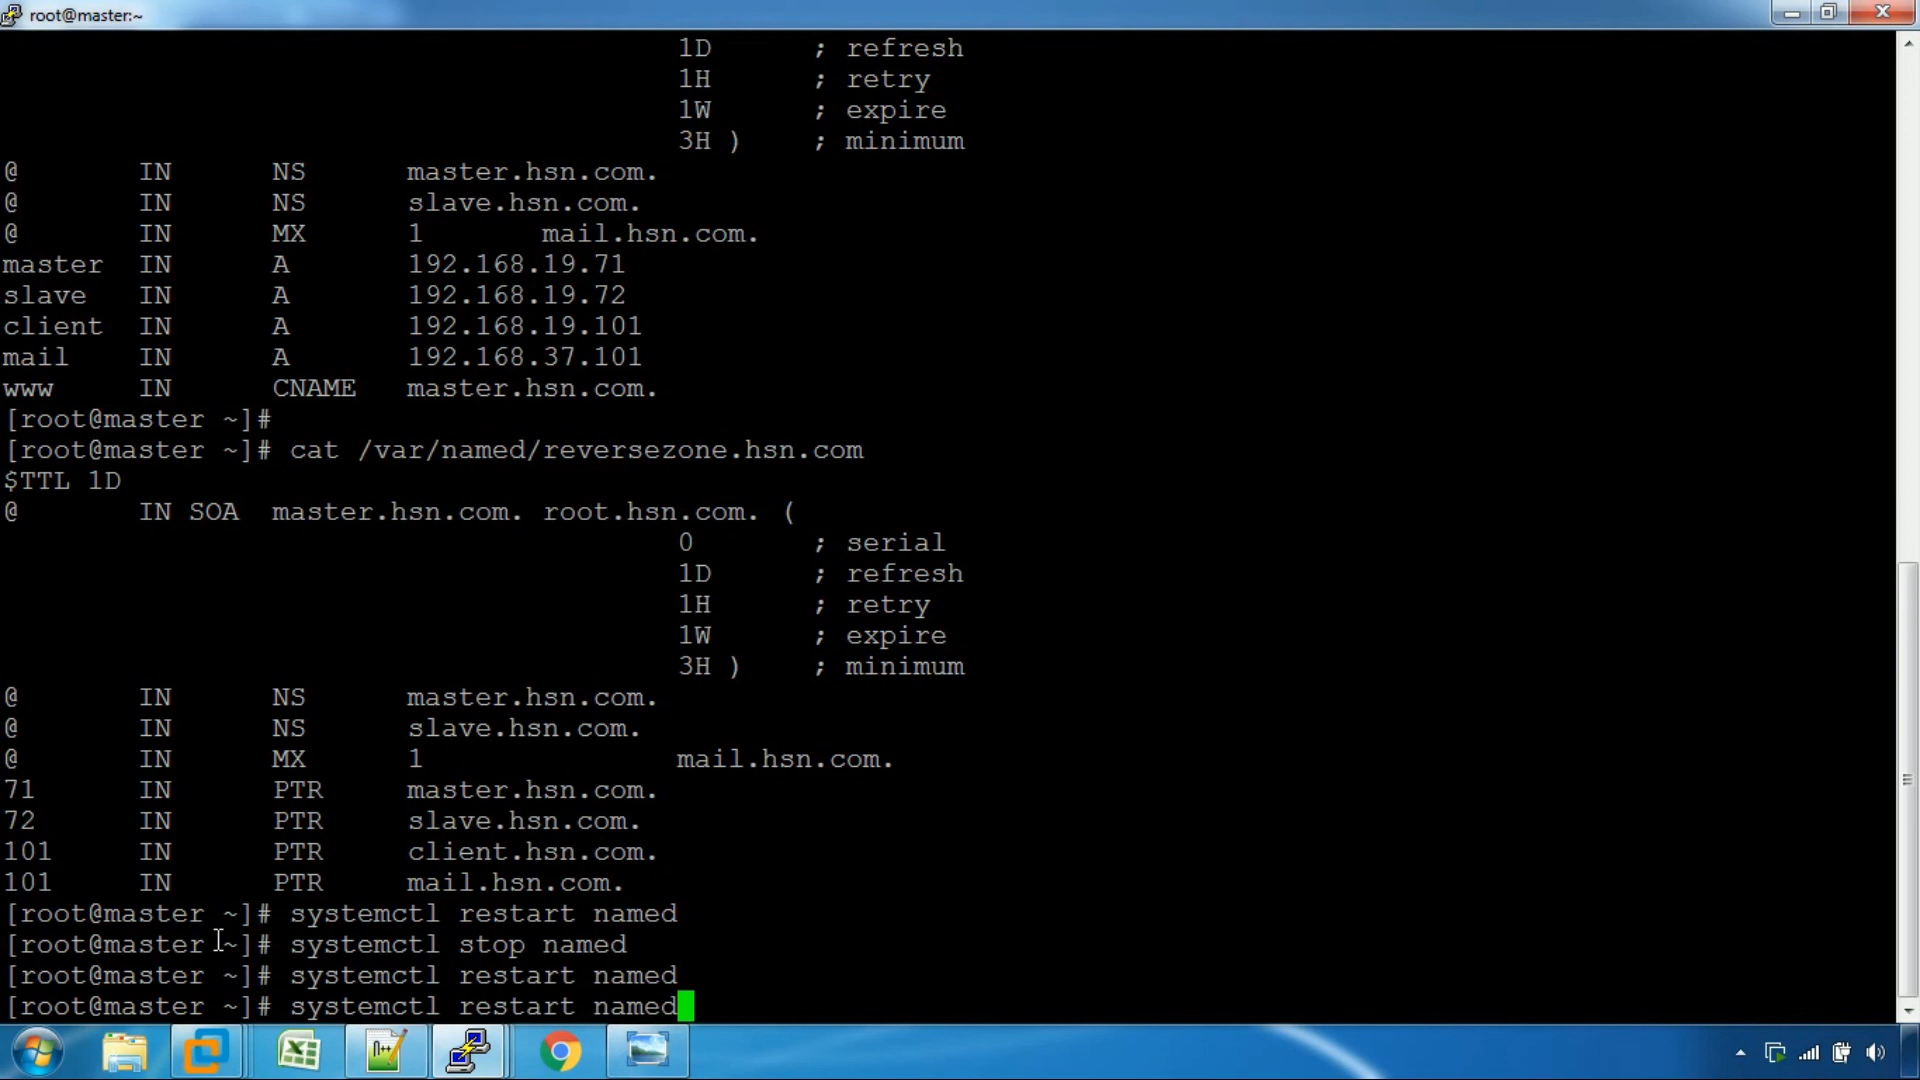 root@master:~
1D ; refresh
1H ; retry
1W ; expire
3H ) ; minimum
@ IN NS master.hsn.com.
@ IN NS slave.hsn.com.
@ IN MX 1 mail.hsn.com.
master IN A 192.168.19.71
slave IN A 192.168.19.72
client IN A 192.168.19.101
mail IN A 192.168.37.101
www IN CNAME master.hsn.com.
[root@master ~]#
[root@master ~]# cat /var/named/reversezone.hsn.com
$TTL 1D
@ IN SOA master.hsn.com. root.hsn.com. (
0 ; serial
1D ; refresh
1H ; retry
1W ; expire
3H ) ; minimum
@ IN NS master.hsn.com.
@ IN NS slave.hsn.com.
@ IN MX 1 mail.hsn.com.
71 IN PTR master.hsn.com.
72 IN PTR slave.hsn.com.
101 IN PTR client.hsn.com.
101 IN PTR mail.hsn.com.
[root@master ~]# systemctl restart named
[root@master ~]# systemctl stop named
[root@master ~]# systemctl restart named
[root@master ~]# systemctl restart named